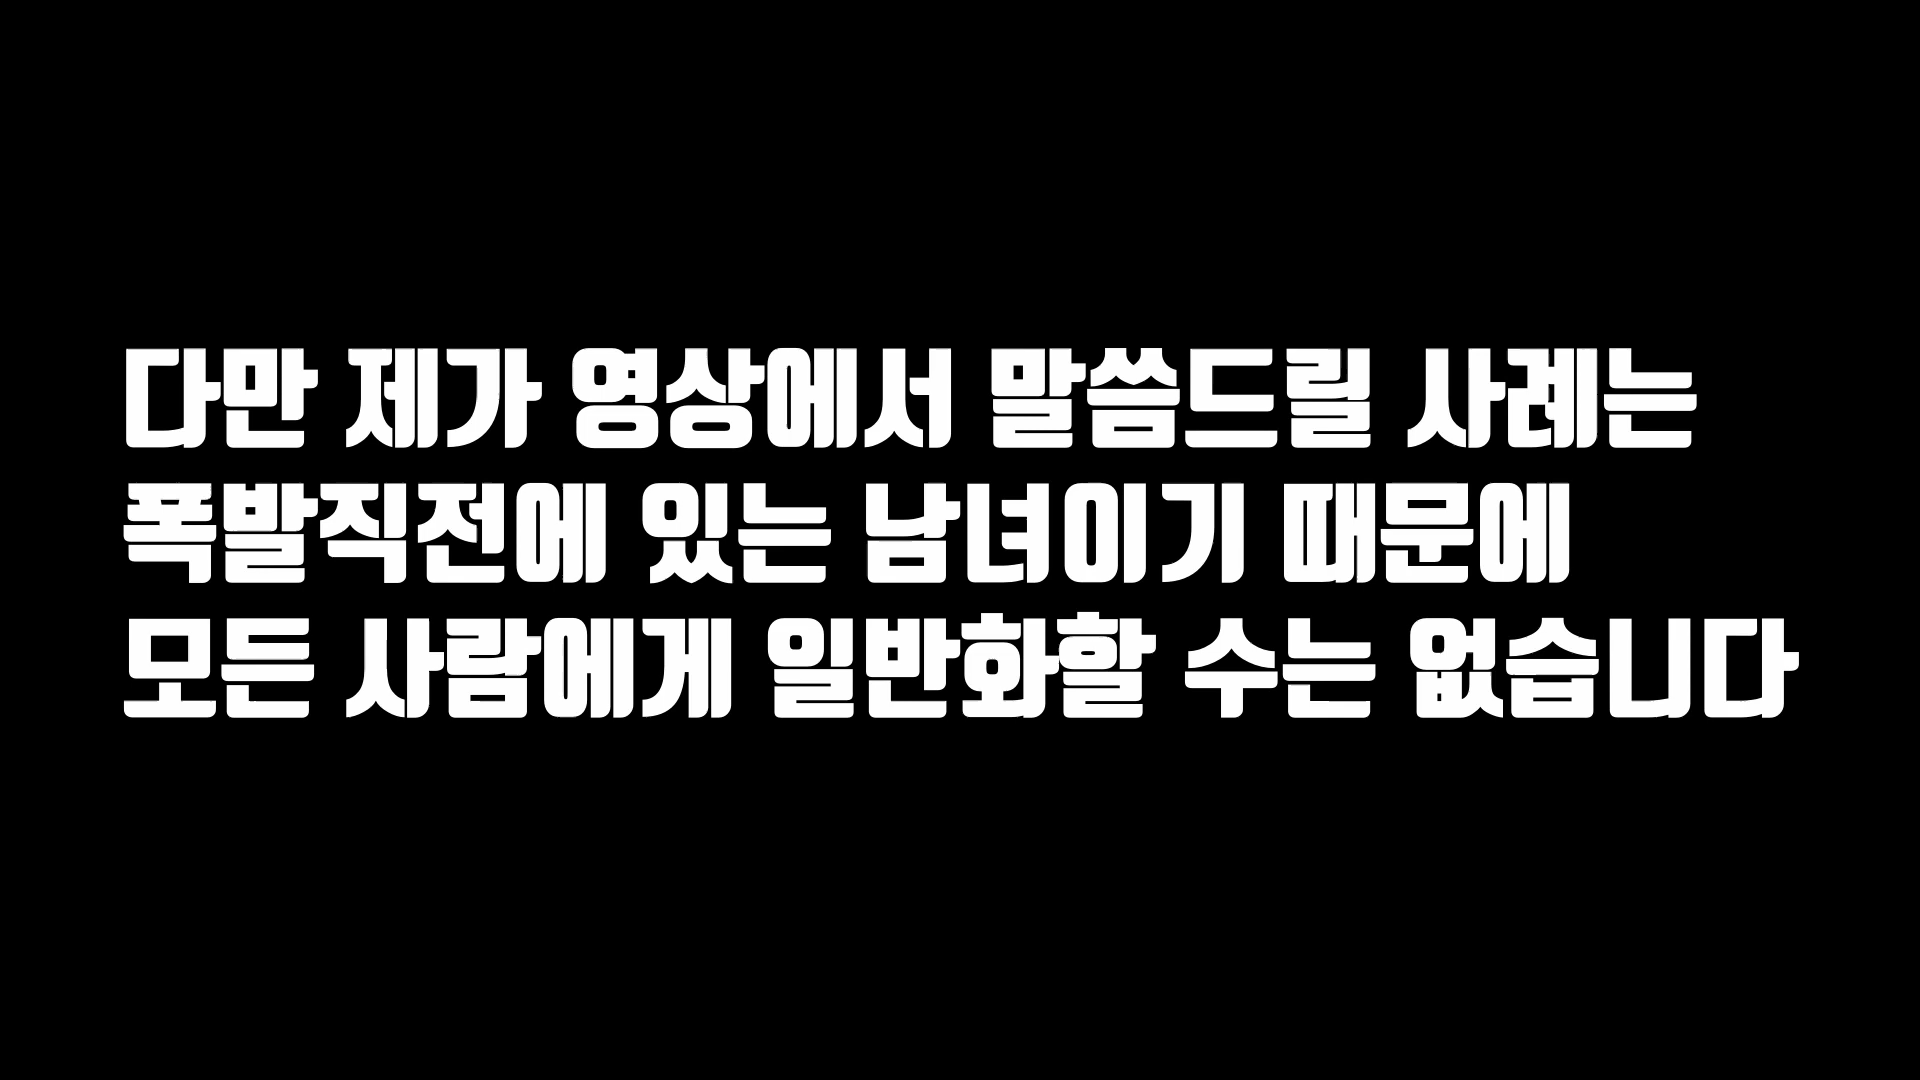 다만 제가 영상에서 말씀드릴 사례는
폭발직전에 있는 남녀이기 때문에
모든 사람에게 일반화할 수는 없습니다